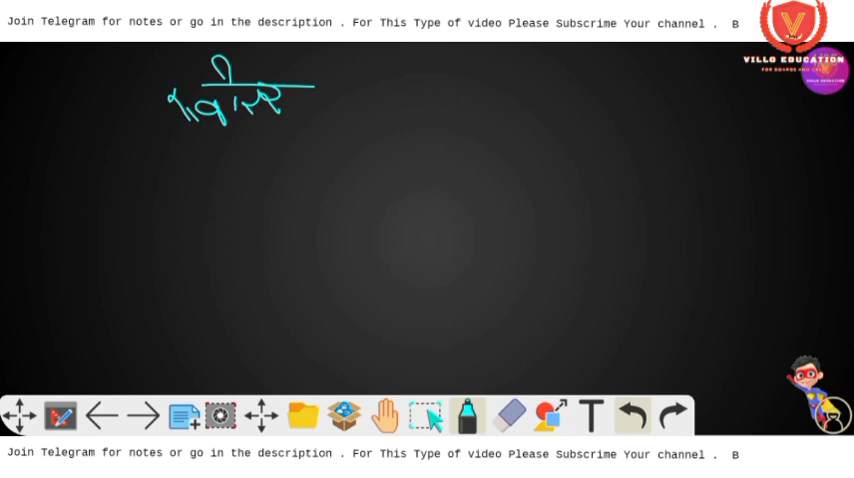 Join Telegram for notes or go in the description . For This Type of video Please Subscrime Your channel . B
VILLO EDUCATION
Join Telegram for notes or go in the description . For This Type of video Please Subscrime Your channel . B